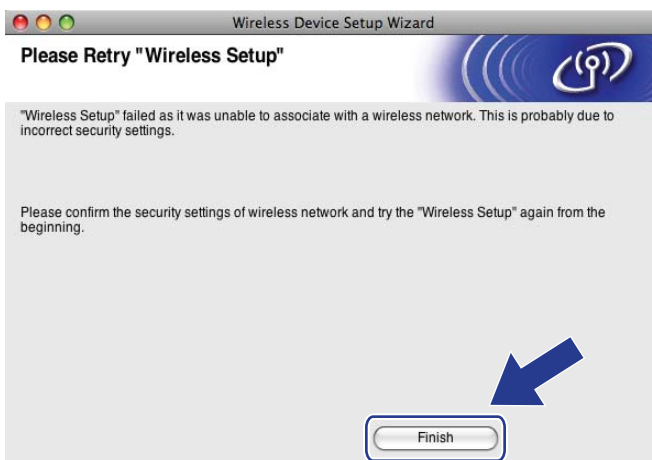 Wireless Device Setup Wizard
Please Retry "Wireless Setup"
"Wireless Setup" failed as it was unable to associate with a wireless network. This is probably due to
incorrect security settings.
Please confirm the security settings of wireless network and try the "Wireless Setup" again from the
beginning.
Finish